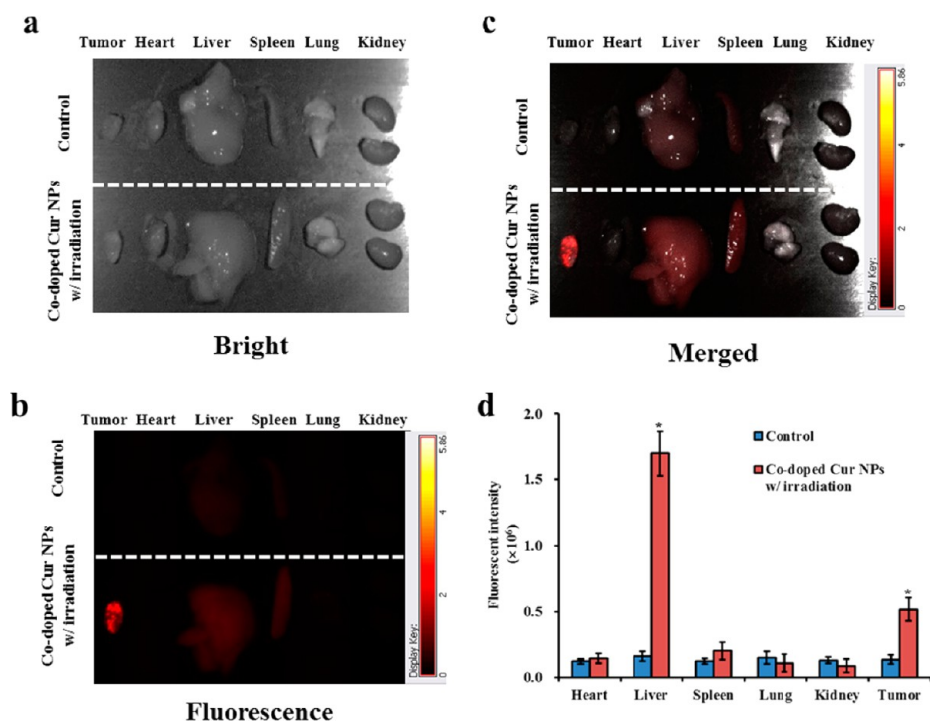 a
Tumor Heart Liver Spleen Lung Kidney
Control
Co-doped Cur NPs
w/ irradiation
Bright
c
Tumor Heart Liver Spleen Lung Kidney
Control
Co-doped Cur NPs
w/ irradiation
5.86
4
2
0
Display Key:
Merged
b
Tumor Heart Liver Spleen Lung Kidney
Control
Co-doped Cur NPs
w/ irradiation
5.86
4
2
0
Display Key:
Fluorescence
d
Fluorescent intensity
(× 10⁶)
2.0
1.5
1.0
0.5
0.0
*
*
Control
Co-doped Cur NPs
w/ irradiation
Heart Liver Spleen Lung Kidney Tumor